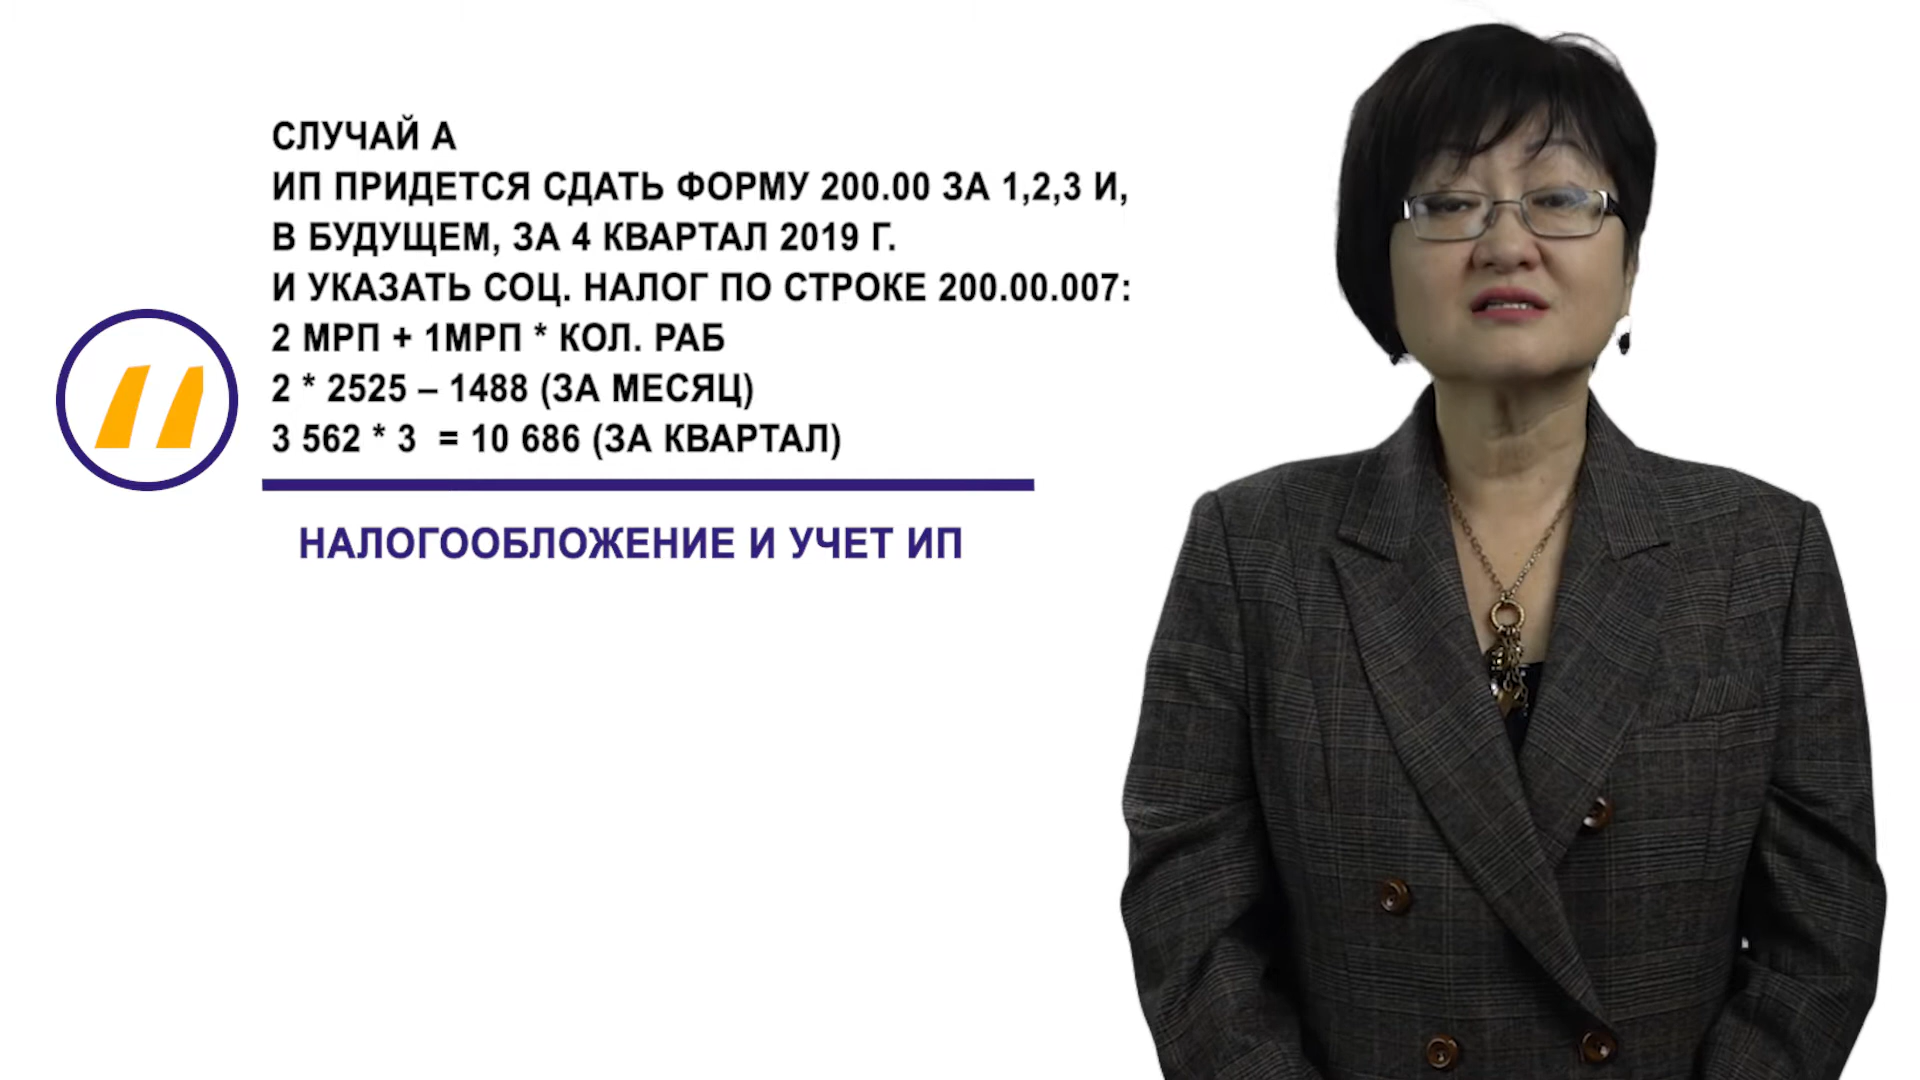 СЛУЧАЙ А
ИП ПРИДЕТСЯ СДАТЬ ФОРМУ 200.00 ЗА 1,2,3 И,
В БУДУЩЕМ, ЗА 4 КВАРТАЛ 2019 Г.
И УКАЗАТЬ СОЦ. НАЛОГ ПО СТРОКЕ 200.00.007:
2 МРП + 1МРП * КОЛ. РАБ
2 * 2525 – 1488 (ЗА МЕСЯЦ)
3 562 * 3  = 10 686 (ЗА КВАРТАЛ)
НАЛОГООБЛОЖЕНИЕ И УЧЕТ ИП